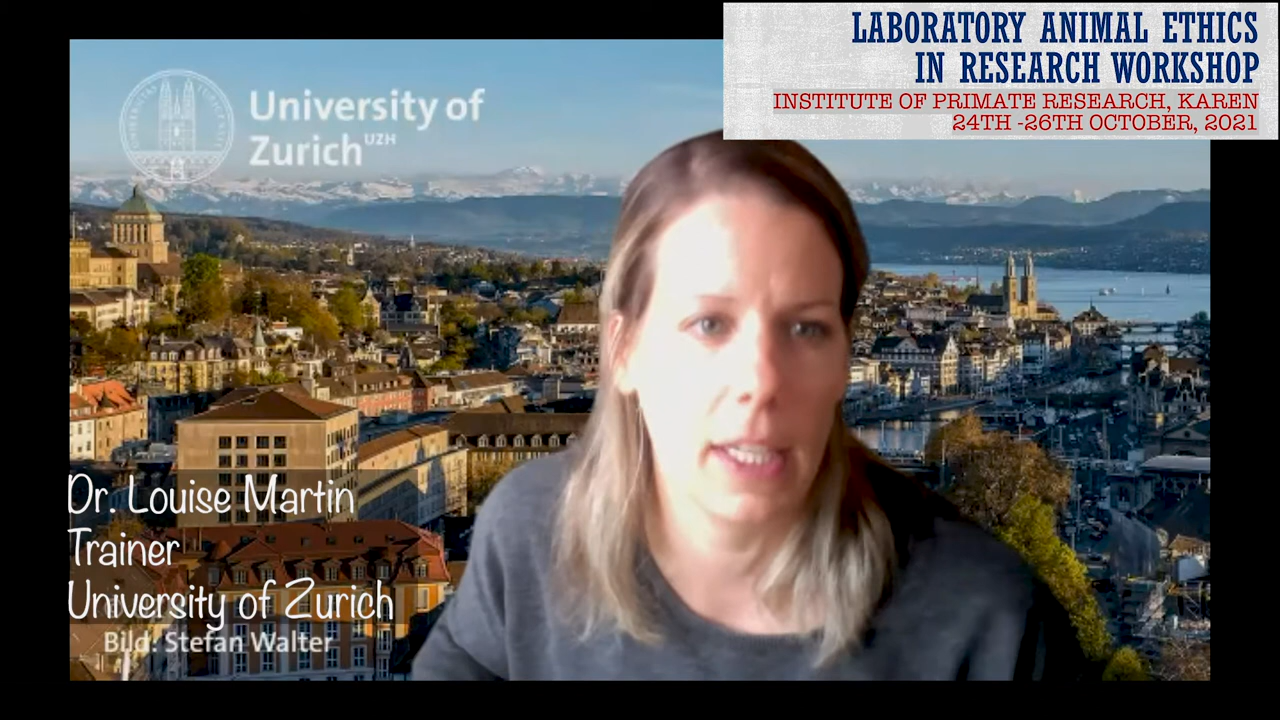 LABORATORY ANIMAL ETHICS
IN RESEARCH WORKSHOP
INSTITUTE OF PRIMATE RESEARCH, KAREN
24TH -26TH OCTOBER, 2021
University of
Zurich UZH
Dr. Louise Martin
Trainer
University of Zurich
Bild: Stefan Walter